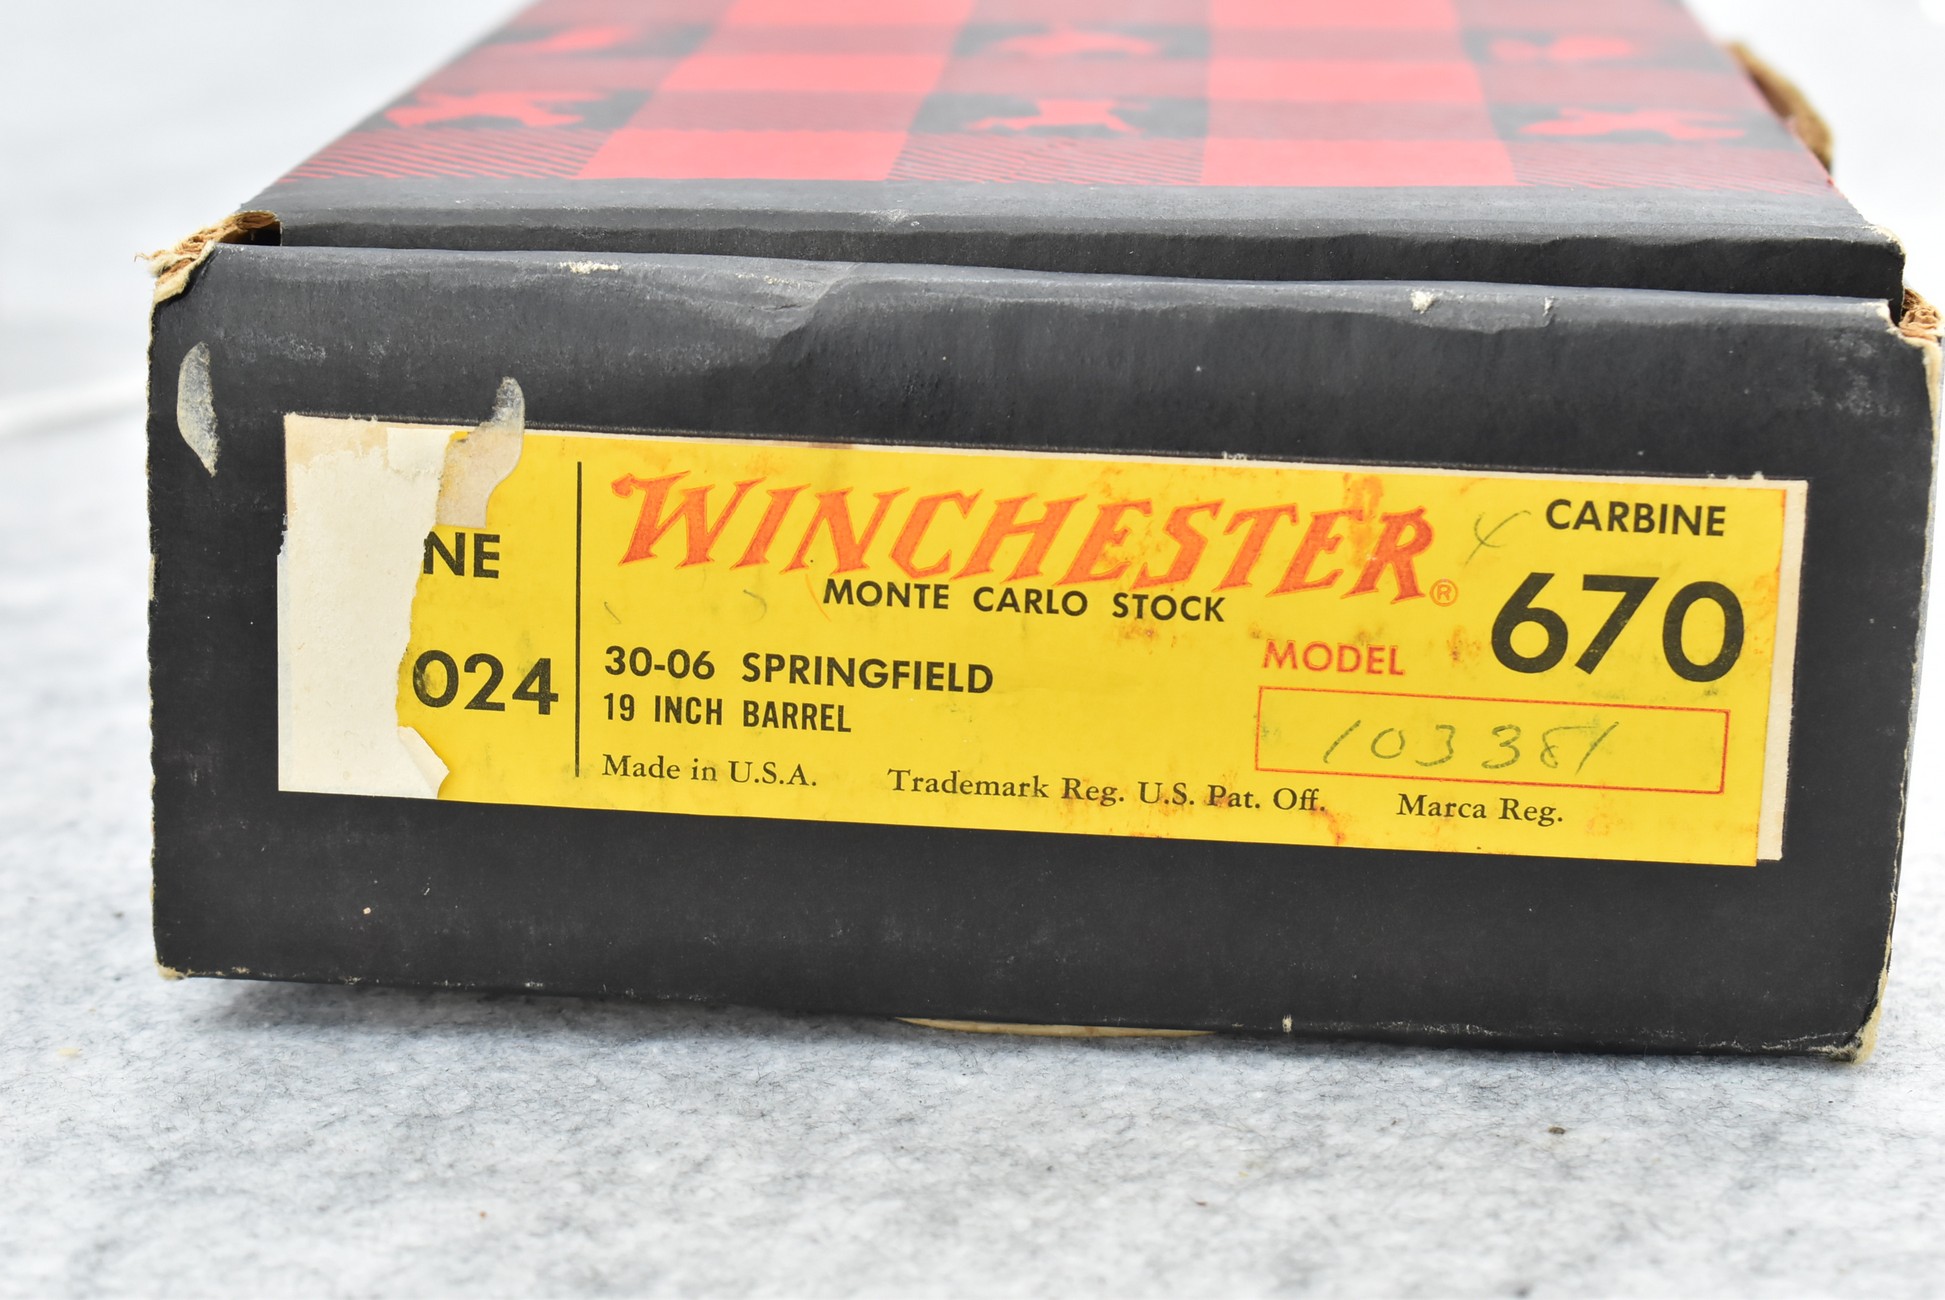 NE
024
WINCHESTER®
MONTE CARLO STOCK
30-06 SPRINGFIELD
19 INCH BARREL
Made in U.S.A. Trademark Reg. U.S. Pat. Off. Marca Reg.
CARBINE
MODEL 670
103381